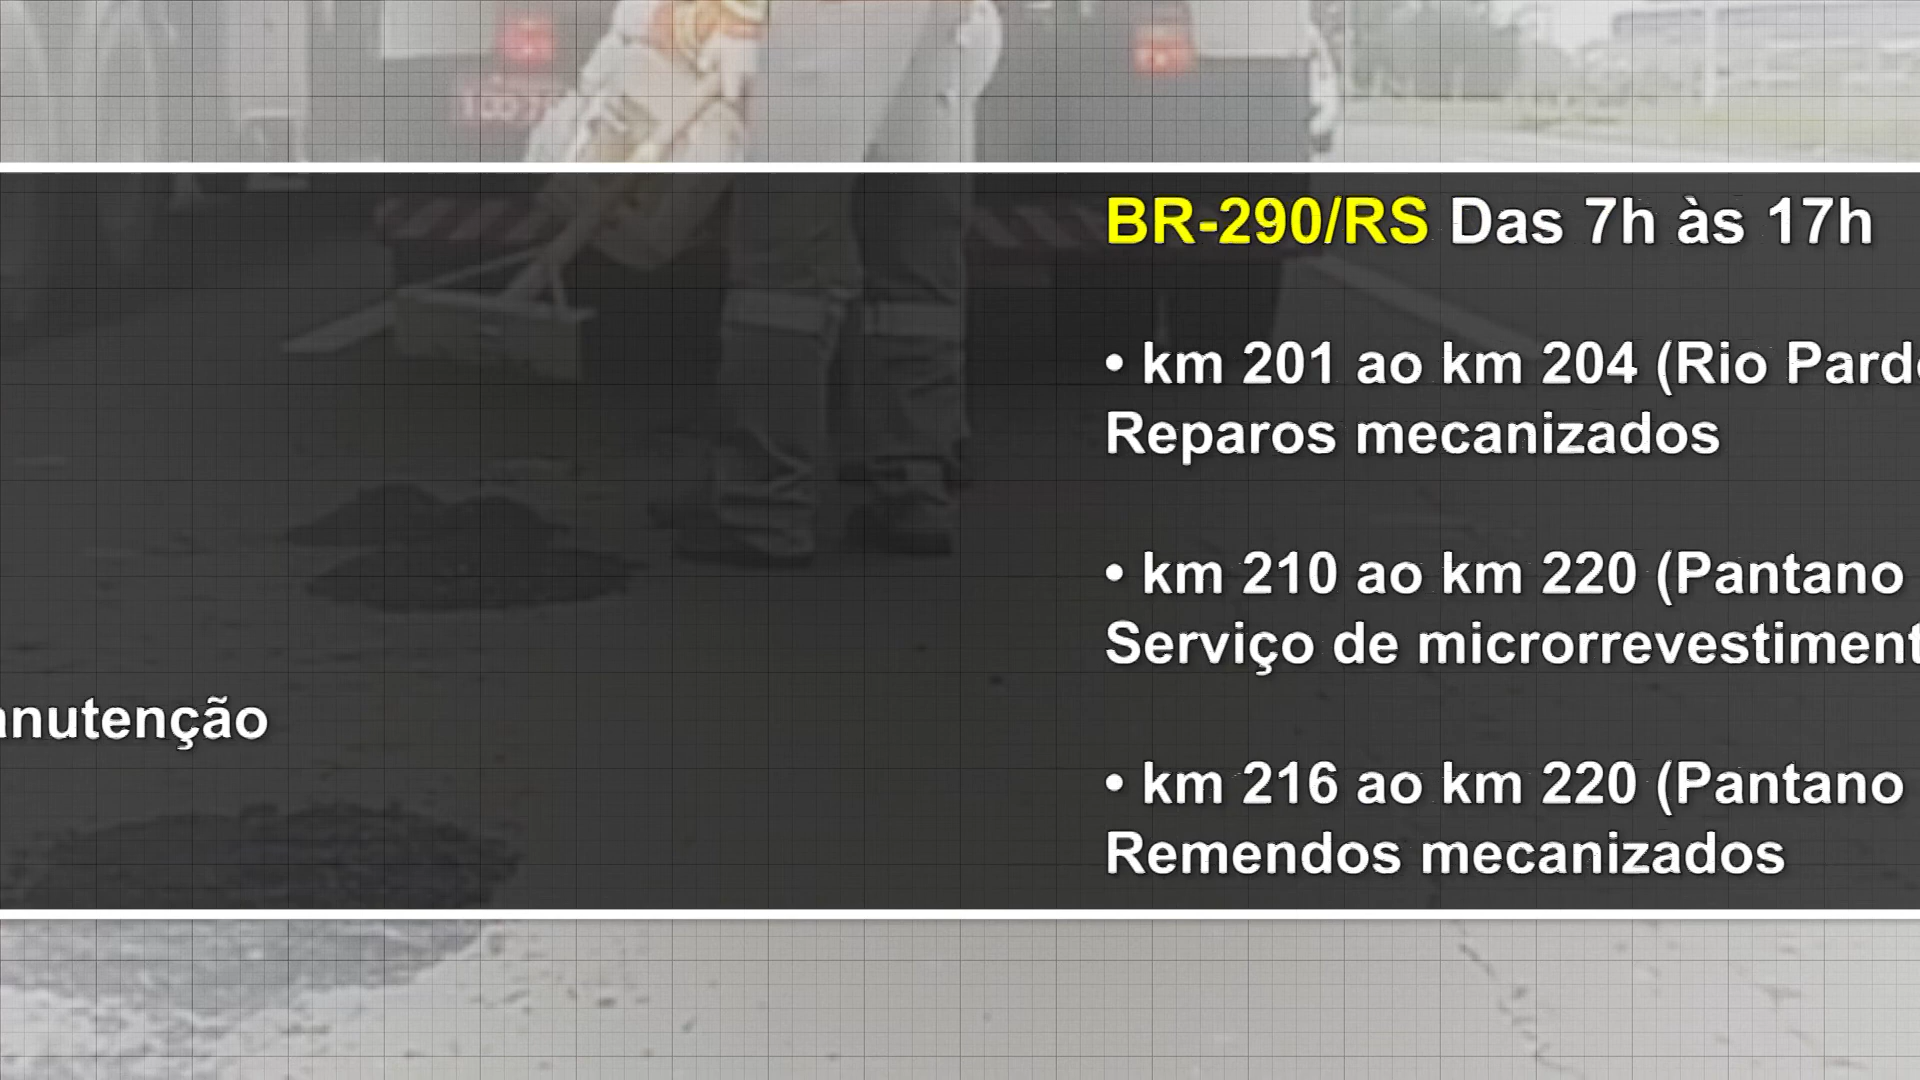 BR-290/RS Das 7h às 17h
• km 201 ao km 204 (Rio Pard
Reparos mecanizados
• km 210 ao km 220 (Pantano
Serviço de microrrevestiment
anutenção
• km 216 ao km 220 (Pantano
Remendos mecanizados